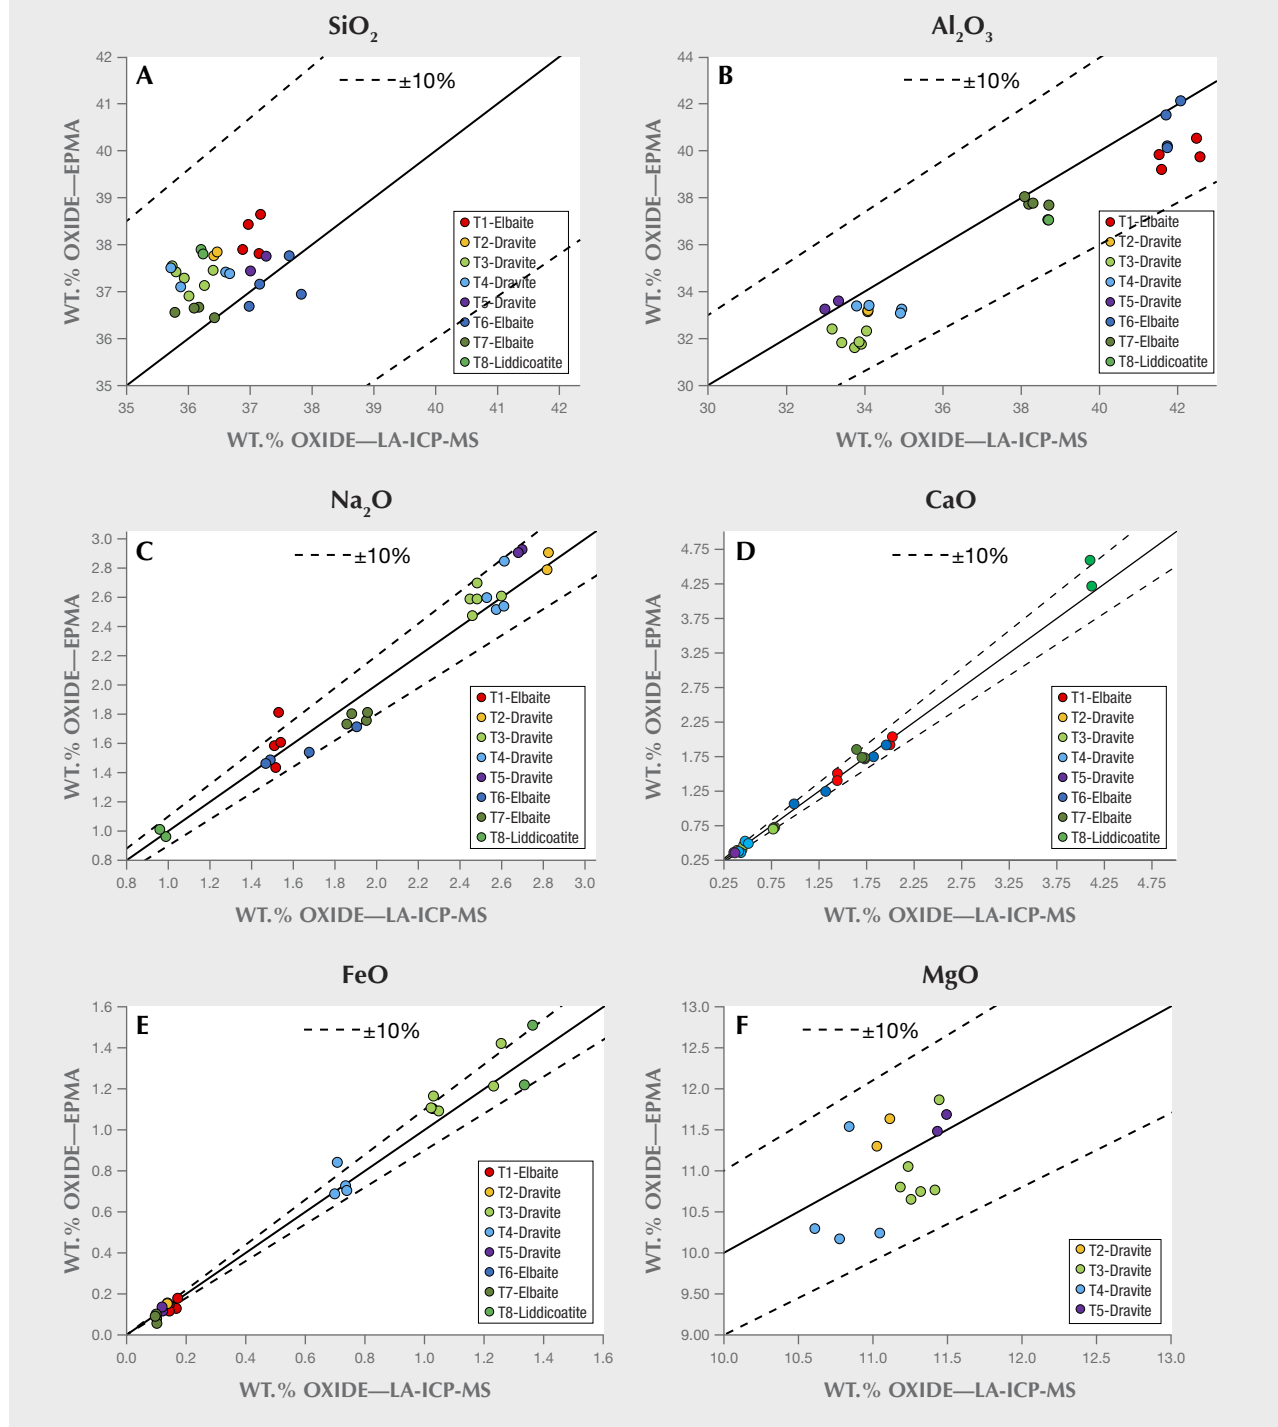 SiO2
A
±10%
42
41
40
39
38
37
36
35
WT.% OXIDE—EPMA
T1-Elbaite
T2-Dravite
T3-Dravite
T4-Dravite
T5-Dravite
T6-Elbaite
T7-Elbaite
T8-Liddicoatite
35 36 37 38 39 40 41 42
WT.% OXIDE—LA-ICP-MS
Al2O3
B
±10%
44
42
40
38
36
34
32
30
WT.% OXIDE—EPMA
T1-Elbaite
T2-Dravite
T3-Dravite
T4-Dravite
T5-Dravite
T6-Elbaite
T7-Elbaite
T8-Liddicoatite
30 32 34 36 38 40 42
WT.% OXIDE—LA-ICP-MS
Na2O
C
±10%
3.0
2.8
2.6
2.4
2.2
2.0
1.8
1.6
1.4
1.2
1.0
0.8
WT.% OXIDE—EPMA
T1-Elbaite
T2-Dravite
T3-Dravite
T4-Dravite
T5-Dravite
T6-Elbaite
T7-Elbaite
T8-Liddicoatite
0.8 1.0 1.2 1.4 1.6 1.8 2.0 2.2 2.4 2.6 2.8 3.0
WT.% OXIDE—LA-ICP-MS
CaO
D
±10%
4.75
4.25
3.75
3.25
2.75
2.25
1.75
1.25
0.75
0.25
WT.% OXIDE—EPMA
T1-Elbaite
T2-Dravite
T3-Dravite
T4-Dravite
T5-Dravite
T6-Elbaite
T7-Elbaite
T8-Liddicoatite
0.25 0.75 1.25 1.75 2.25 2.75 3.25 3.75 4.25 4.75
WT.% OXIDE—LA-ICP-MS
FeO
E
±10%
1.6
1.4
1.2
1.0
0.8
0.6
0.4
0.2
0.0
WT.% OXIDE—EPMA
T1-Elbaite
T2-Dravite
T3-Dravite
T4-Dravite
T5-Dravite
T6-Elbaite
T7-Elbaite
T8-Liddicoatite
0.0 0.2 0.4 0.6 0.8 1.0 1.2 1.4 1.6
WT.% OXIDE—LA-ICP-MS
MgO
F
±10%
13.0
12.5
12.0
11.5
11.0
10.5
10.0
9.50
9.00
WT.% OXIDE—EPMA
T2-Dravite
T3-Dravite
T4-Dravite
T5-Dravite
10.0 10.5 11.0 11.5 12.0 12.5 13.0
WT.% OXIDE—LA-ICP-MS